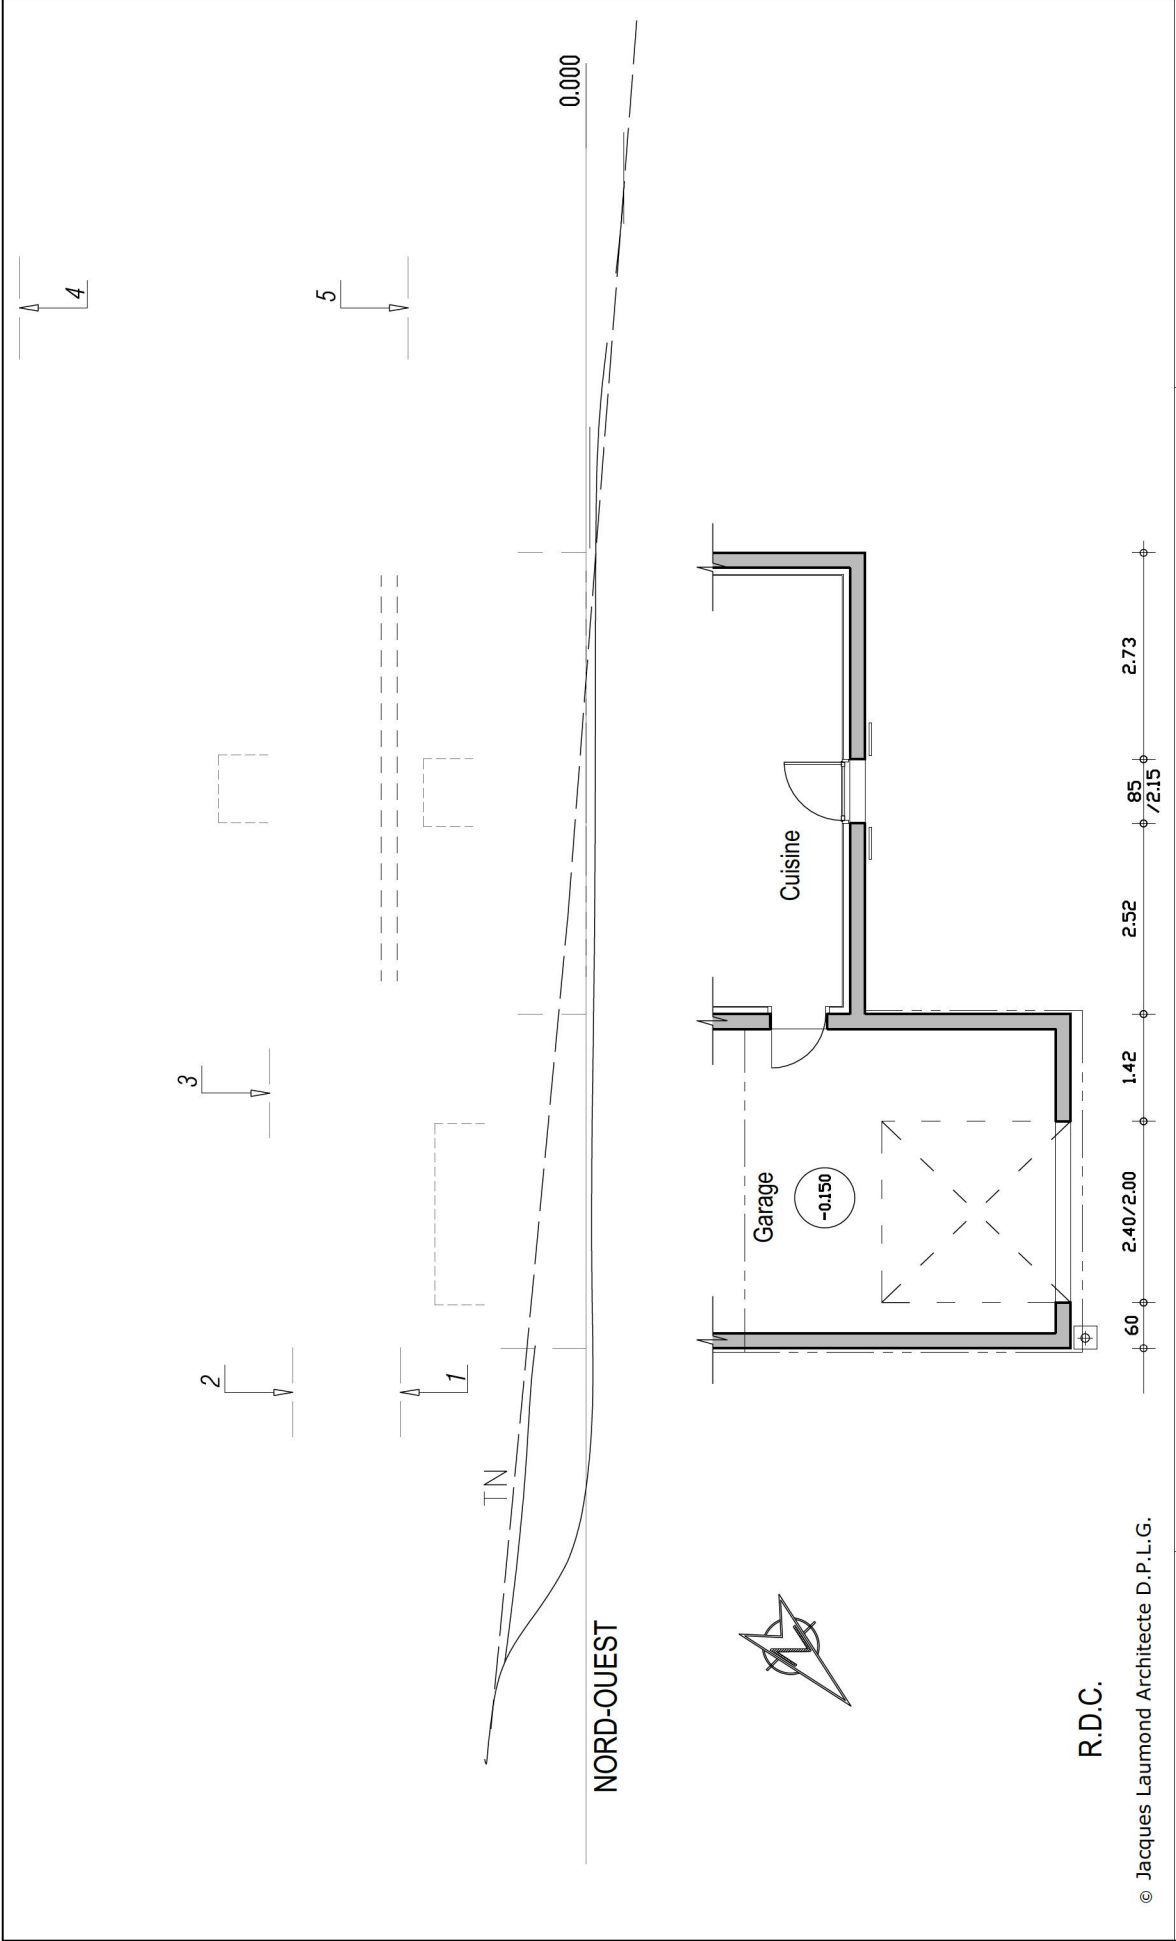 4
5
0.000
3
2
1
TN
NORD-OUEST
Cuisine
Garage
-0.150
60
2.40/2.00
1.42
2.52
85
/2.15
2.73
R.D.C.
© Jacques Laumond Architecte D.P.L.G.